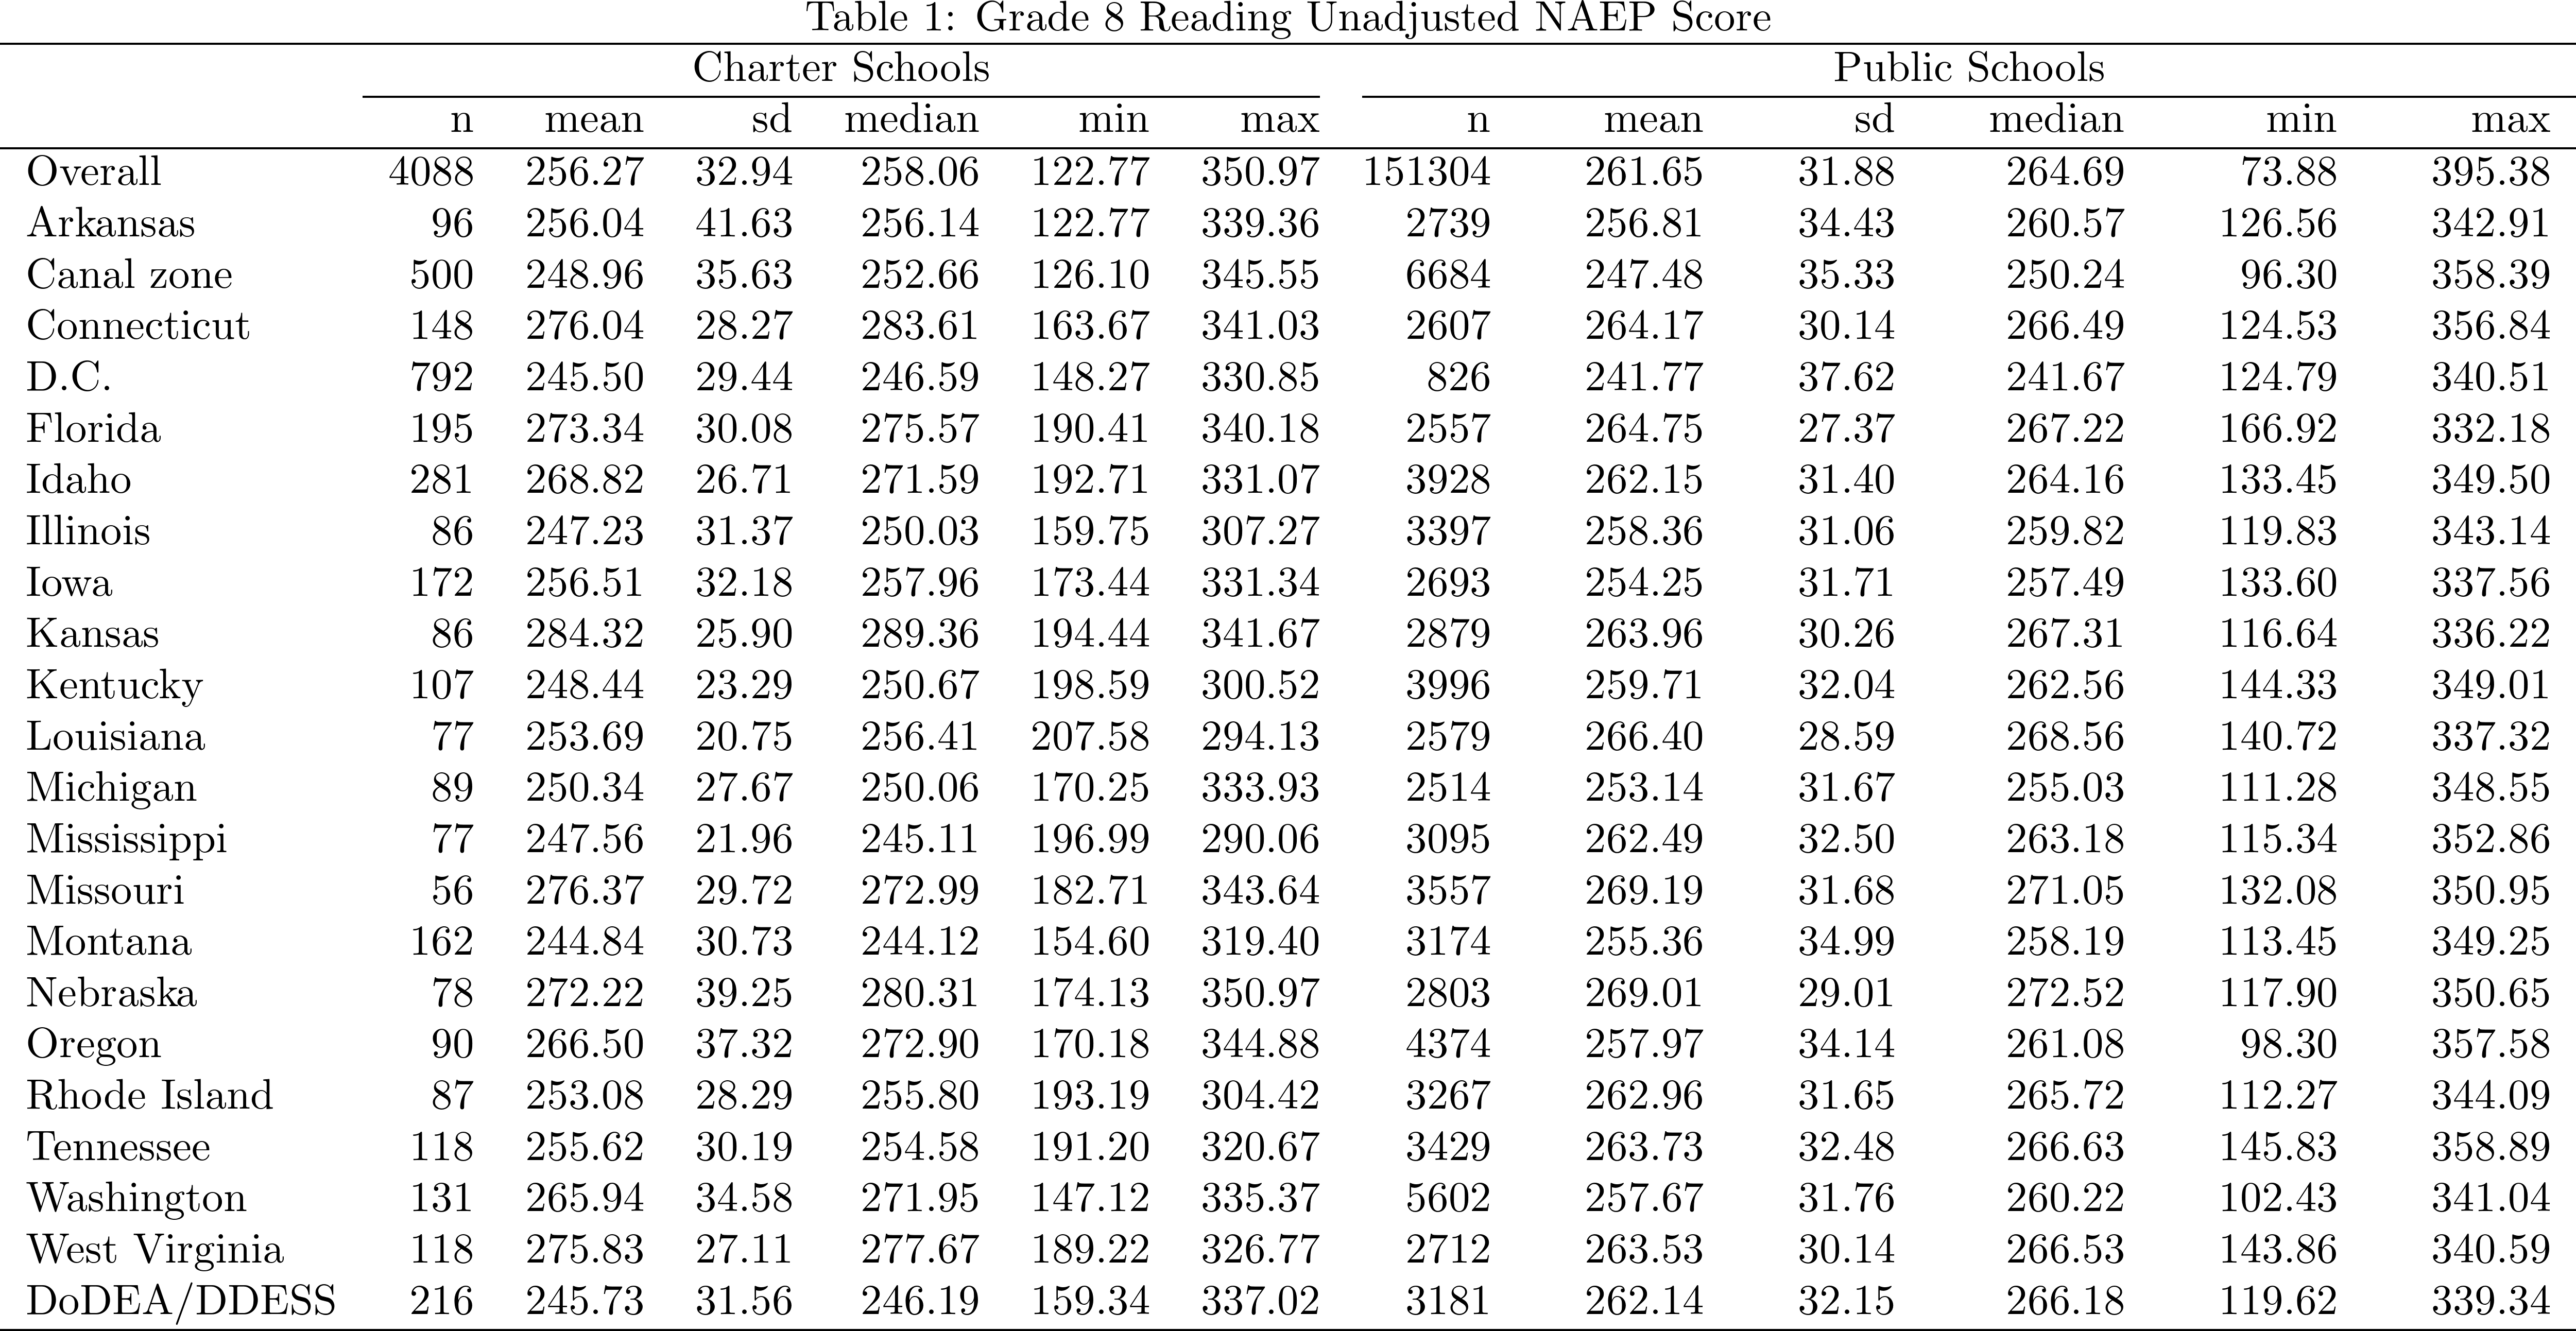 Table 1: Grade 8 Reading Unadjusted NAEP Score
Charter Schools Public Schools
n mean sd median min max n mean sd median min max
Overall 4088 256.27 32.94 258.06 122.77 350.97 151304 261.65 31.88 264.69 73.88 395.38
Arkansas 96 256.04 41.63 256.14 122.77 339.36 2739 256.81 34.43 260.57 126.56 342.91
Canal zone 500 248.96 35.63 252.66 126.10 345.55 6684 247.48 35.33 250.24 96.30 358.39
Connecticut 148 276.04 28.27 283.61 163.67 341.03 2607 264.17 30.14 266.49 124.53 356.84
D.C. 792 245.50 29.44 246.59 148.27 330.85 826 241.77 37.62 241.67 124.79 340.51
Florida 195 273.34 30.08 275.57 190.41 340.18 2557 264.75 27.37 267.22 166.92 332.18
Idaho 281 268.82 26.71 271.59 192.71 331.07 3928 262.15 31.40 264.16 133.45 349.50
Illinois 86 247.23 31.37 250.03 159.75 307.27 3397 258.36 31.06 259.82 119.83 343.14
Iowa 172 256.51 32.18 257.96 173.44 331.34 2693 254.25 31.71 257.49 133.60 337.56
Kansas 86 284.32 25.90 289.36 194.44 341.67 2879 263.96 30.26 267.31 116.64 336.22
Kentucky 107 248.44 23.29 250.67 198.59 300.52 3996 259.71 32.04 262.56 144.33 349.01
Louisiana 77 253.69 20.75 256.41 207.58 294.13 2579 266.40 28.59 268.56 140.72 337.32
Michigan 89 250.34 27.67 250.06 170.25 333.93 2514 253.14 31.67 255.03 111.28 348.55
Mississippi 77 247.56 21.96 245.11 196.99 290.06 3095 262.49 32.50 263.18 115.34 352.86
Missouri 56 276.37 29.72 272.99 182.71 343.64 3557 269.19 31.68 271.05 132.08 350.95
Montana 162 244.84 30.73 244.12 154.60 319.40 3174 255.36 34.99 258.19 113.45 349.25
Nebraska 78 272.22 39.25 280.31 174.13 350.97 2803 269.01 29.01 272.52 117.90 350.65
Oregon 90 266.50 37.32 272.90 170.18 344.88 4374 257.97 34.14 261.08 98.30 357.58
Rhode Island 87 253.08 28.29 255.80 193.19 304.42 3267 262.96 31.65 265.72 112.27 344.09
Tennessee 118 255.62 30.19 254.58 191.20 320.67 3429 263.73 32.48 266.63 145.83 358.89
Washington 131 265.94 34.58 271.95 147.12 335.37 5602 257.67 31.76 260.22 102.43 341.04
West Virginia 118 275.83 27.11 277.67 189.22 326.77 2712 263.53 30.14 266.53 143.86 340.59
DoDEA/DDESS 216 245.73 31.56 246.19 159.34 337.02 3181 262.14 32.15 266.18 119.62 339.34